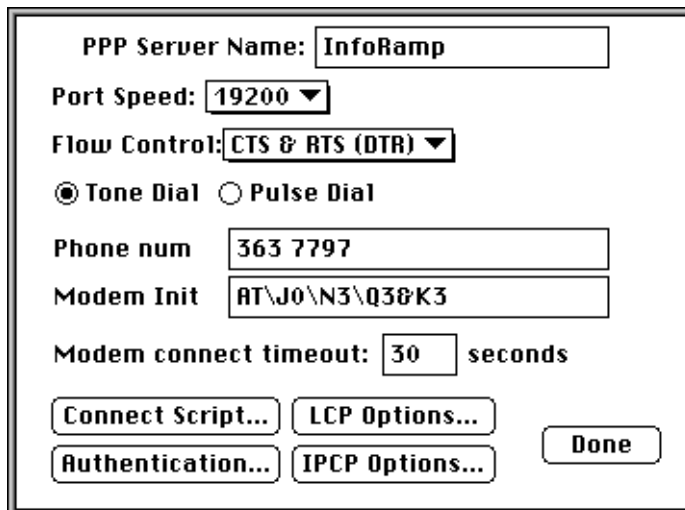 PPP Server Name: InfoRamp
Port Speed: 19200
Flow Control: CTS & RTS (DTR)
Tone Dial Pulse Dial
Phone num 363 7797
Modem Init AT\J0\N3\Q3&K3
Modem connect timeout: 30 seconds
Connect Script... LCP Options...
Done
Authentication... IPCP Options...